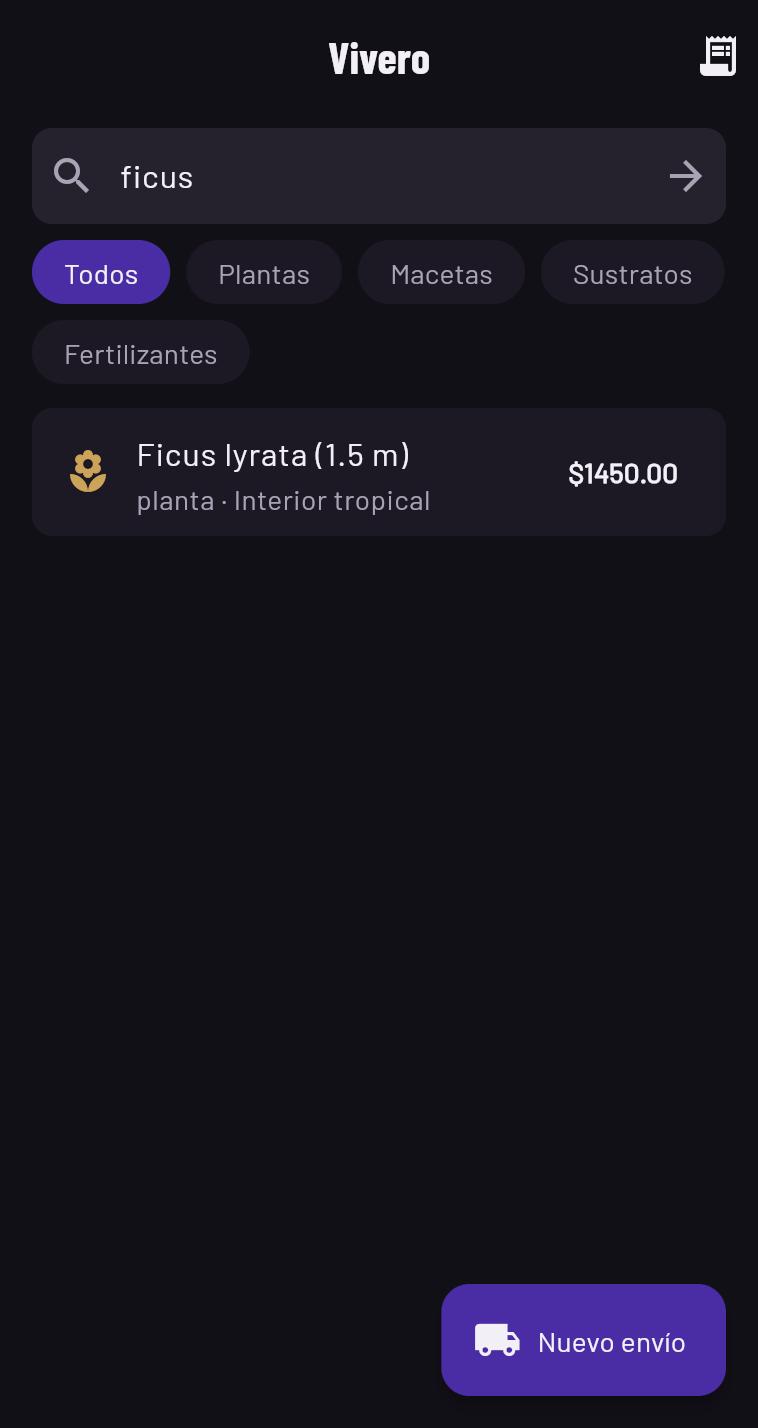 Vivero
ficus
Todos Plantas Macetas Sustratos
Fertilizantes
Ficus lyrata (1.5 m)
$1450.00
planta · Interior tropical
Nuevo envío